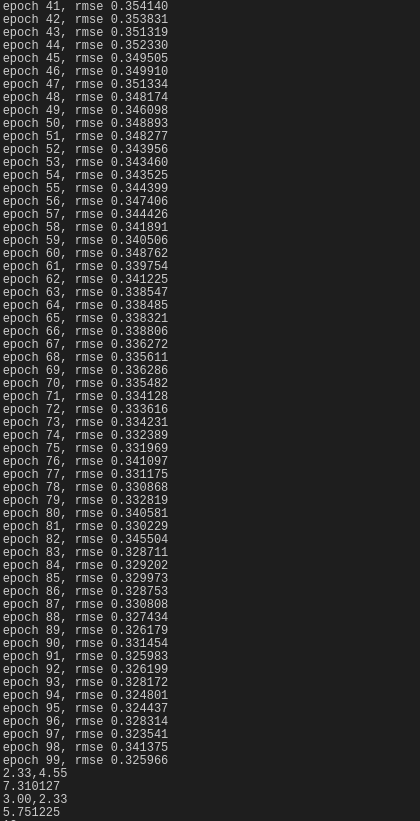 epoch 41, rmse 0.354140
epoch 42, rmse 0.353831
epoch 43, rmse 0.351319
epoch 44, rmse 0.352330
epoch 45, rmse 0.349505
epoch 46, rmse 0.349910
epoch 47, rmse 0.351334
epoch 48, rmse 0.348174
epoch 49, rmse 0.346098
epoch 50, rmse 0.348893
epoch 51, rmse 0.348277
epoch 52, rmse 0.343956
epoch 53, rmse 0.343460
epoch 54, rmse 0.343525
epoch 55, rmse 0.344399
epoch 56, rmse 0.347406
epoch 57, rmse 0.344426
epoch 58, rmse 0.341891
epoch 59, rmse 0.340506
epoch 60, rmse 0.348762
epoch 61, rmse 0.339754
epoch 62, rmse 0.341225
epoch 63, rmse 0.338547
epoch 64, rmse 0.338485
epoch 65, rmse 0.338321
epoch 66, rmse 0.338806
epoch 67, rmse 0.336272
epoch 68, rmse 0.335611
epoch 69, rmse 0.336286
epoch 70, rmse 0.335482
epoch 71, rmse 0.334128
epoch 72, rmse 0.333616
epoch 73, rmse 0.334231
epoch 74, rmse 0.332389
epoch 75, rmse 0.331969
epoch 76, rmse 0.341097
epoch 77, rmse 0.331175
epoch 78, rmse 0.330868
epoch 79, rmse 0.332819
epoch 80, rmse 0.340581
epoch 81, rmse 0.330229
epoch 82, rmse 0.345504
epoch 83, rmse 0.328711
epoch 84, rmse 0.329202
epoch 85, rmse 0.329973
epoch 86, rmse 0.328753
epoch 87, rmse 0.330808
epoch 88, rmse 0.327434
epoch 89, rmse 0.326179
epoch 90, rmse 0.331454
epoch 91, rmse 0.325983
epoch 92, rmse 0.326199
epoch 93, rmse 0.328172
epoch 94, rmse 0.324801
epoch 95, rmse 0.324437
epoch 96, rmse 0.328314
epoch 97, rmse 0.323541
epoch 98, rmse 0.341375
epoch 99, rmse 0.325966
2.33,4.55
7.310127
3.00,2.33
5.751225